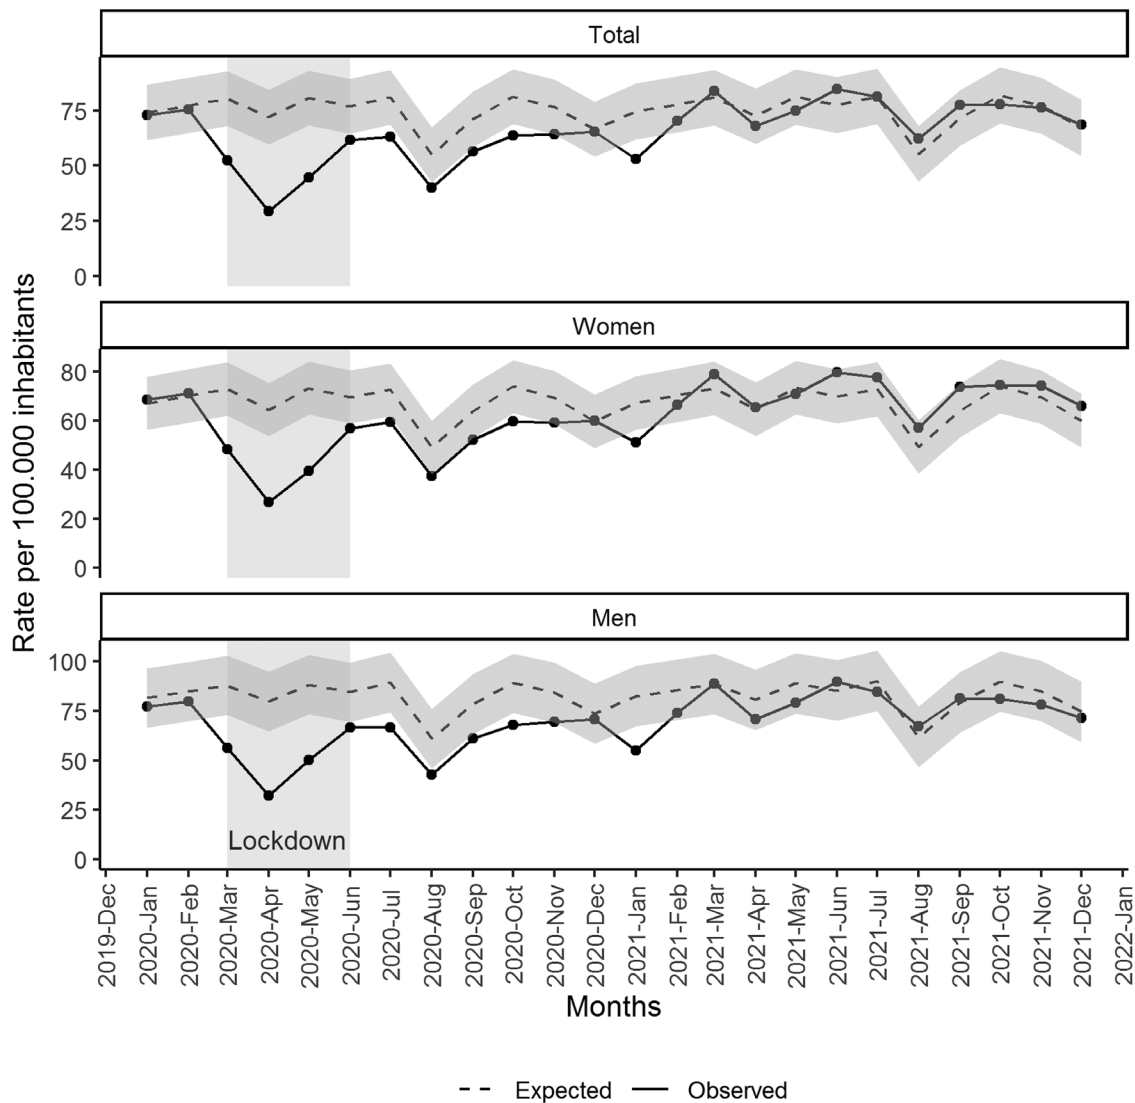 Total
75
50
25
0
Women
80
60
40
20
0
Men
100
75
50
25
0
Lockdown
Rate per 100.000 inhabitants
2019-Dec
2020-Jan
2020-Feb
2020-Mar
2020-Apr
2020-May
2020-Jun
2020-Jul
2020-Aug
2020-Sep
2020-Oct
2020-Nov
2020-Dec
2021-Jan
2021-Feb
2021-Mar
2021-Apr
2021-May
2021-Jun
2021-Jul
2021-Aug
2021-Sep
2021-Oct
2021-Nov
2021-Dec
2022-Jan
Months
Expected Observed